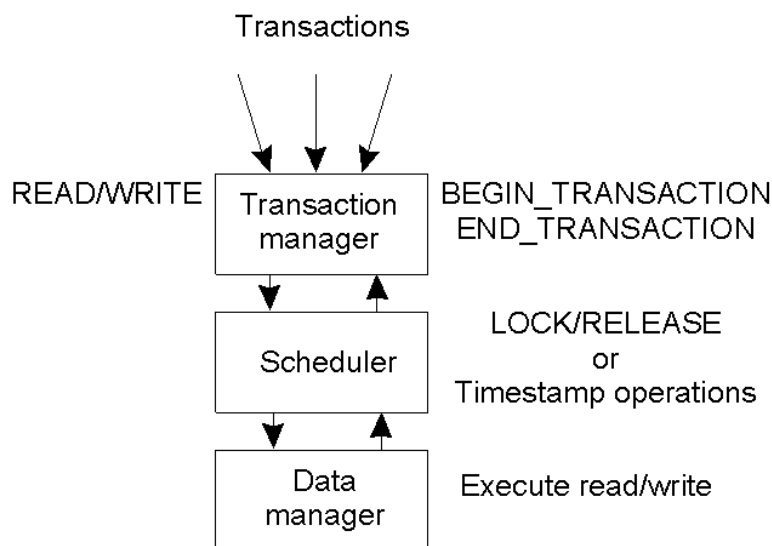 Transactions
READ/WRITE
Transaction
manager
BEGIN_TRANSACTION
END_TRANSACTION
Scheduler
LOCK/RELEASE
or
Timestamp operations
Data
manager
Execute read/write